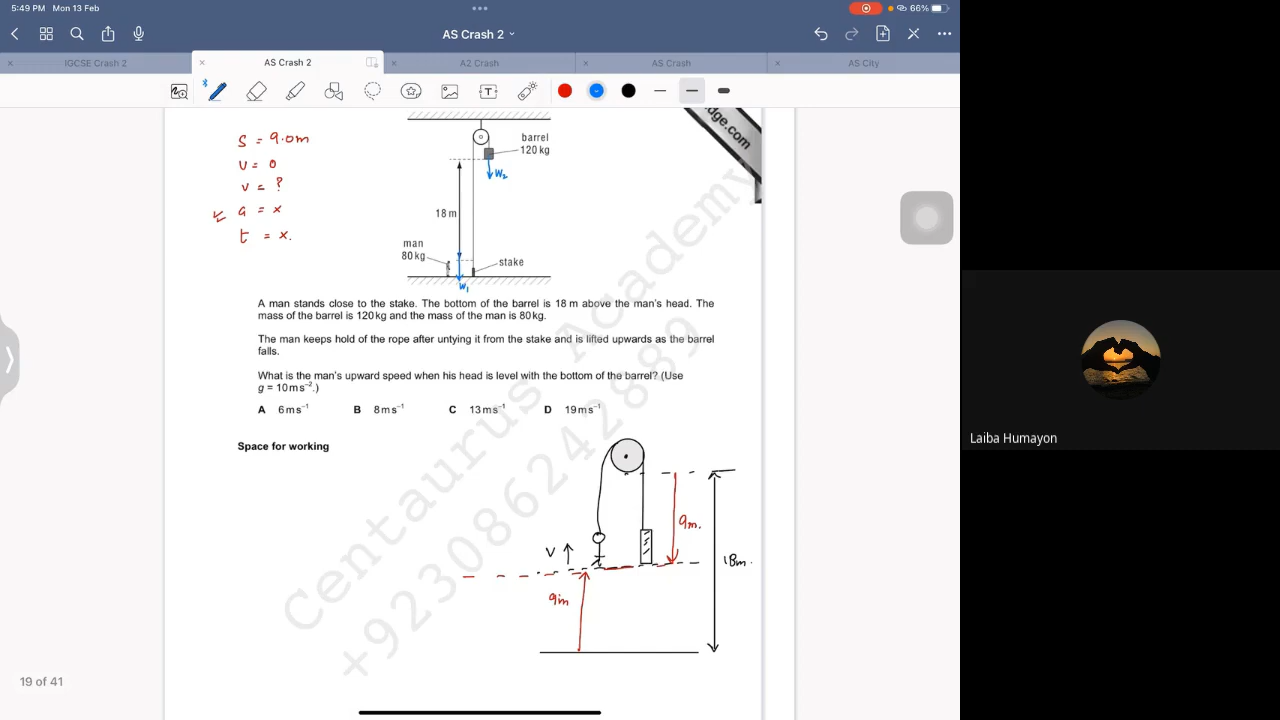 5:49 PM Mon 13 Feb
66%
AS Crash 2
IGCSE Crash 2
AS Crash 2
A2 Crash
AS Crash
AS City
S = 9.0m
U = 0
v = ?
a = x
t = x.
barrel
120 kg
W2
18 m
man
80 kg
stake
W1
dge.com
A man stands close to the stake. The bottom of the barrel is 18 m above the man's head. The
mass of the barrel is 120 kg and the mass of the man is 80 kg.
The man keeps hold of the rope after untying it from the stake and is lifted upwards as the barrel
falls.
What is the man's upward speed when his head is level with the bottom of the barrel? (Use
g = 10 m s⁻².)
A 6 m s⁻¹ B 8 m s⁻¹ C 13 m s⁻¹ D 19 m s⁻¹
Space for working
9m.
V
18m.
9m
Centaurus Academy
+923086242889
19 of 41
Laiba Humayon